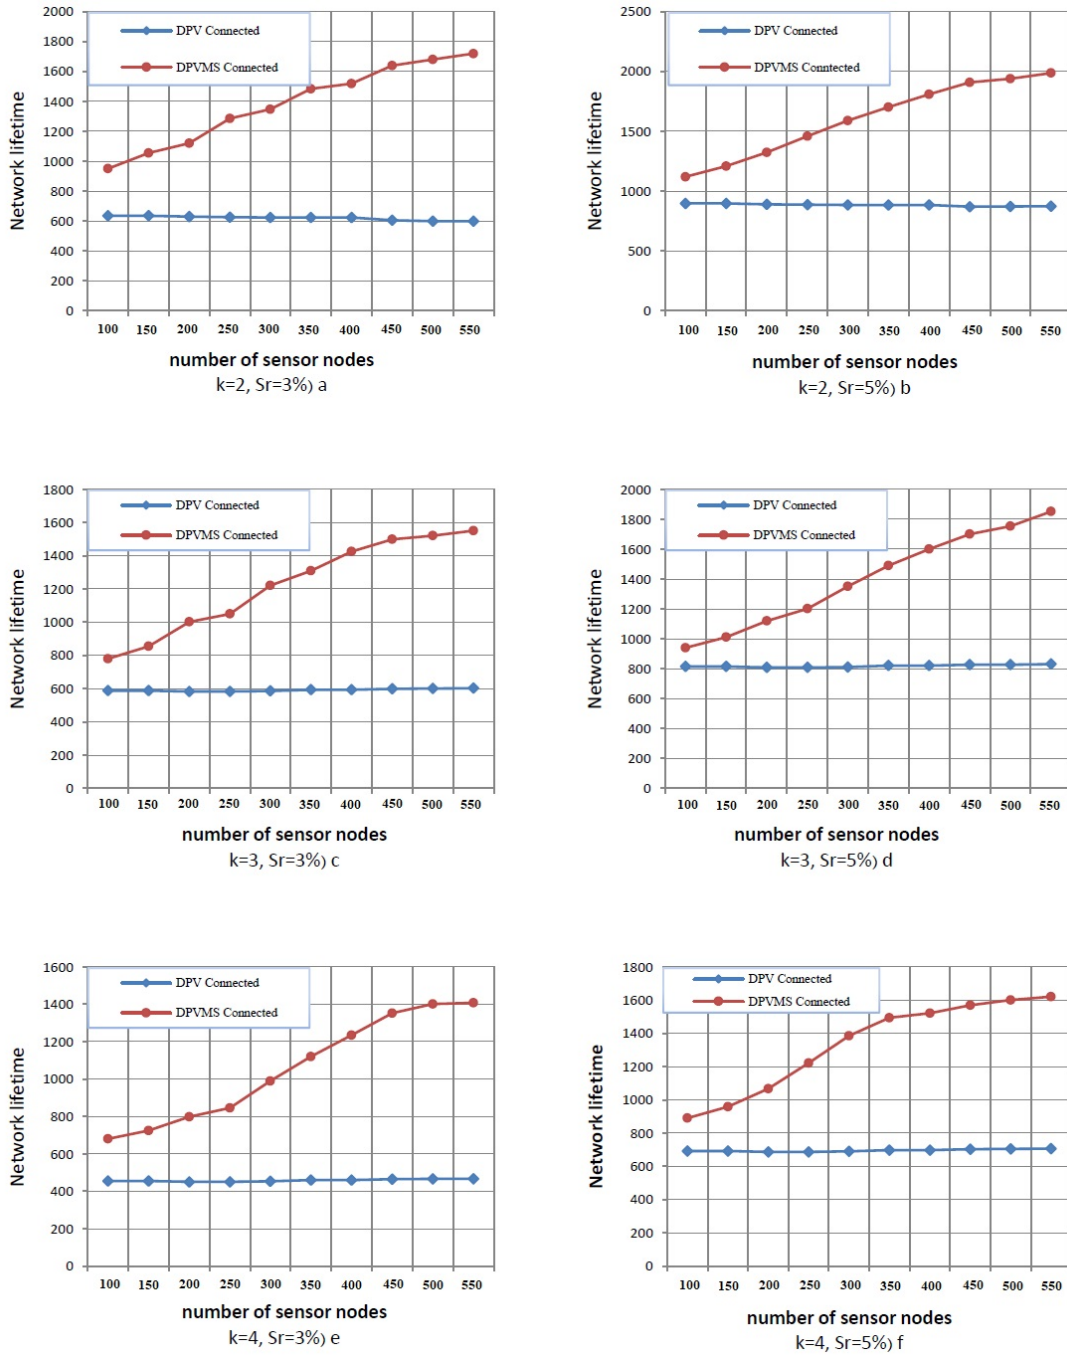 2000
1800
1600
1400
1200
1000
800
600
400
200
0
Network lifetime
DPV Connected
DPVMS Connected
100 150 200 250 300 350 400 450 500 550
number of sensor nodes
k=2, Sr=3%) a
2500
2000
1500
1000
500
0
Network lifetime
DPV Connected
DPVMS Conntected
100 150 200 250 300 350 400 450 500 550
number of sensor nodes
k=2, Sr=5%) b
1800
1600
1400
1200
1000
800
600
400
200
0
Network lifetime
DPV Connected
DPVMS Connected
100 150 200 250 300 350 400 450 500 550
number of sensor nodes
k=3, Sr=3%) c
2000
1800
1600
1400
1200
1000
800
600
400
200
0
Network lifetime
DPV Connected
DPVMS Connected
100 150 200 250 300 350 400 450 500 550
number of sensor nodes
k=3, Sr=5%) d
1600
1400
1200
1000
800
600
400
200
0
Network lifetime
DPV Connected
DPVMS Connected
100 150 200 250 300 350 400 450 500 550
number of sensor nodes
k=4, Sr=3%) e
1800
1600
1400
1200
1000
800
600
400
200
0
Network lifetime
DPV Connected
DPVMS Connected
100 150 200 250 300 350 400 450 500 550
number of sensor nodes
k=4, Sr=5%) f